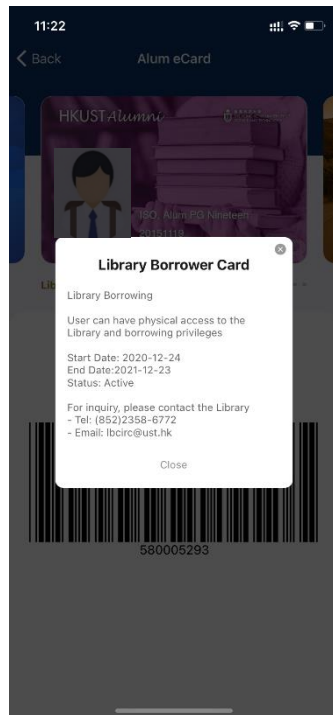 11:22
Back
Alum eCard
HKUST Alumni
ISO, Alum PG Nineteen
20151119
Library Borrower Card
Lib
Library Borrowing
User can have physical access to the
Library and borrowing privileges
Start Date: 2020-12-24
End Date:2021-12-23
Status: Active
For inquiry, please contact the Library
- Tel: (852)2358-6772
- Email: lbcirc@ust.hk
Close
580005293